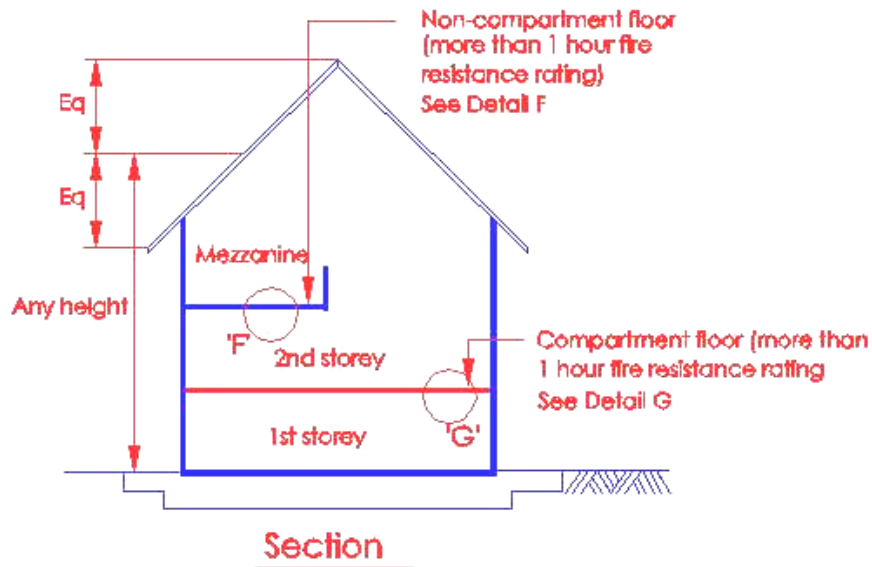 Non-compartment floor
(more than 1 hour fire
resistance rating)
See Detail F
Eq
Eq
Mezzanine
Any height
'F'
2nd storey
Compartment floor (more than
1 hour fire resistance rating
See Detail G
1st storey
'G'
Section